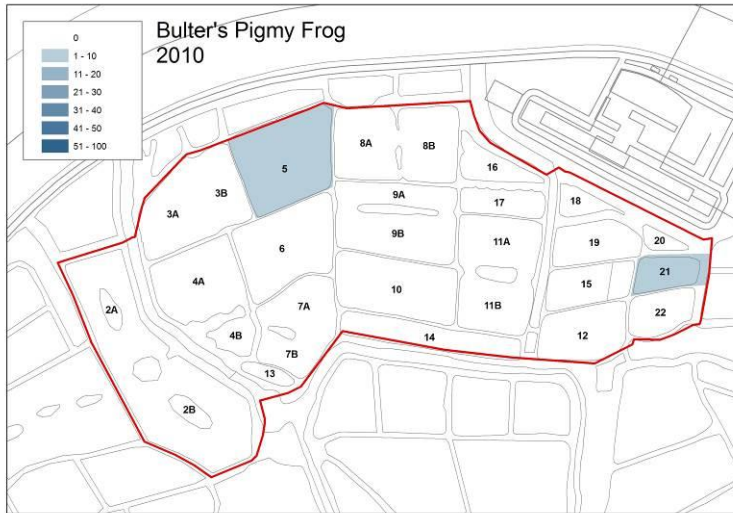 Bulter's Pigmy Frog
2010
0
1 - 10
11 - 20
21 - 30
31 - 40
41 - 50
51 - 100
5
8A
8B
16
3B
3A
9A
17
18
9B
11A
19
20
6
4A
21
15
10
2A
7A
11B
22
4B
14
12
7B
13
2B